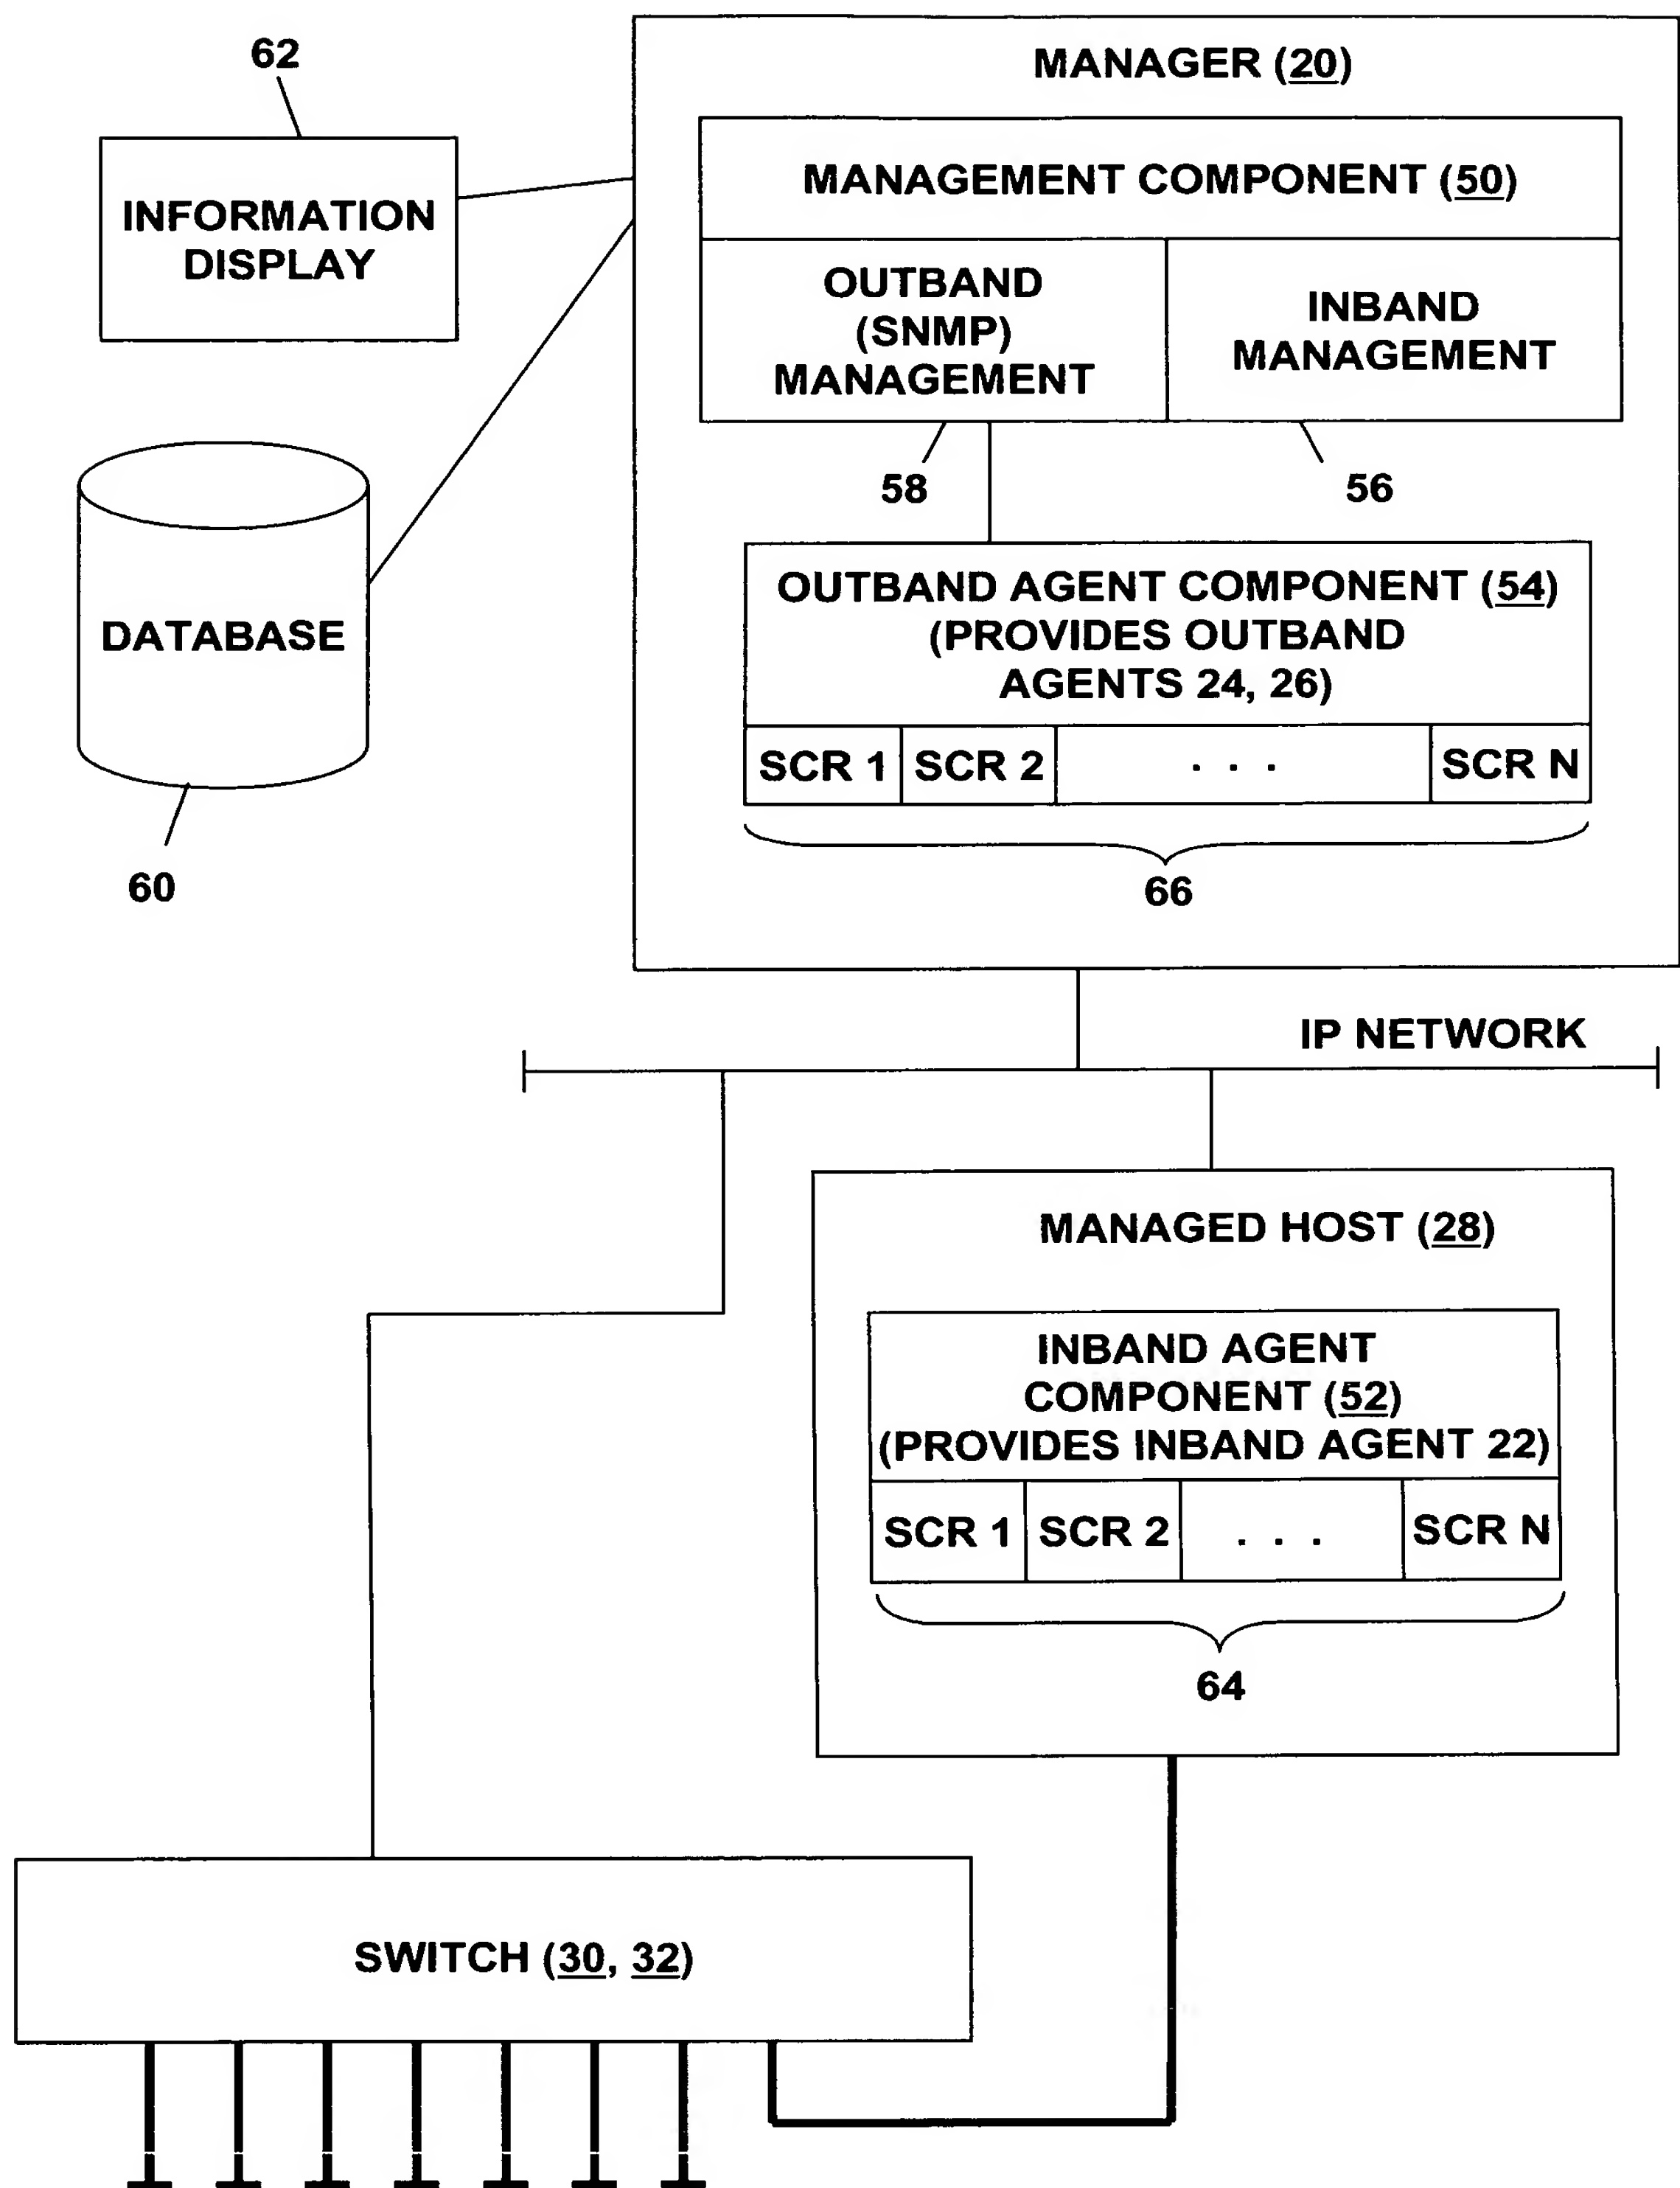 62
MANAGER (20)
INFORMATION
DISPLAY
MANAGEMENT COMPONENT (50)
OUTBAND
(SNMP)
MANAGEMENT
INBAND
MANAGEMENT
58
56
DATABASE
60
OUTBAND AGENT COMPONENT (54)
(PROVIDES OUTBAND
AGENTS 24, 26)
SCR 1 SCR 2 . . . SCR N
66
IP NETWORK
MANAGED HOST (28)
INBAND AGENT
COMPONENT (52)
(PROVIDES INBAND AGENT 22)
SCR 1 SCR 2 . . . SCR N
64
SWITCH (30, 32)